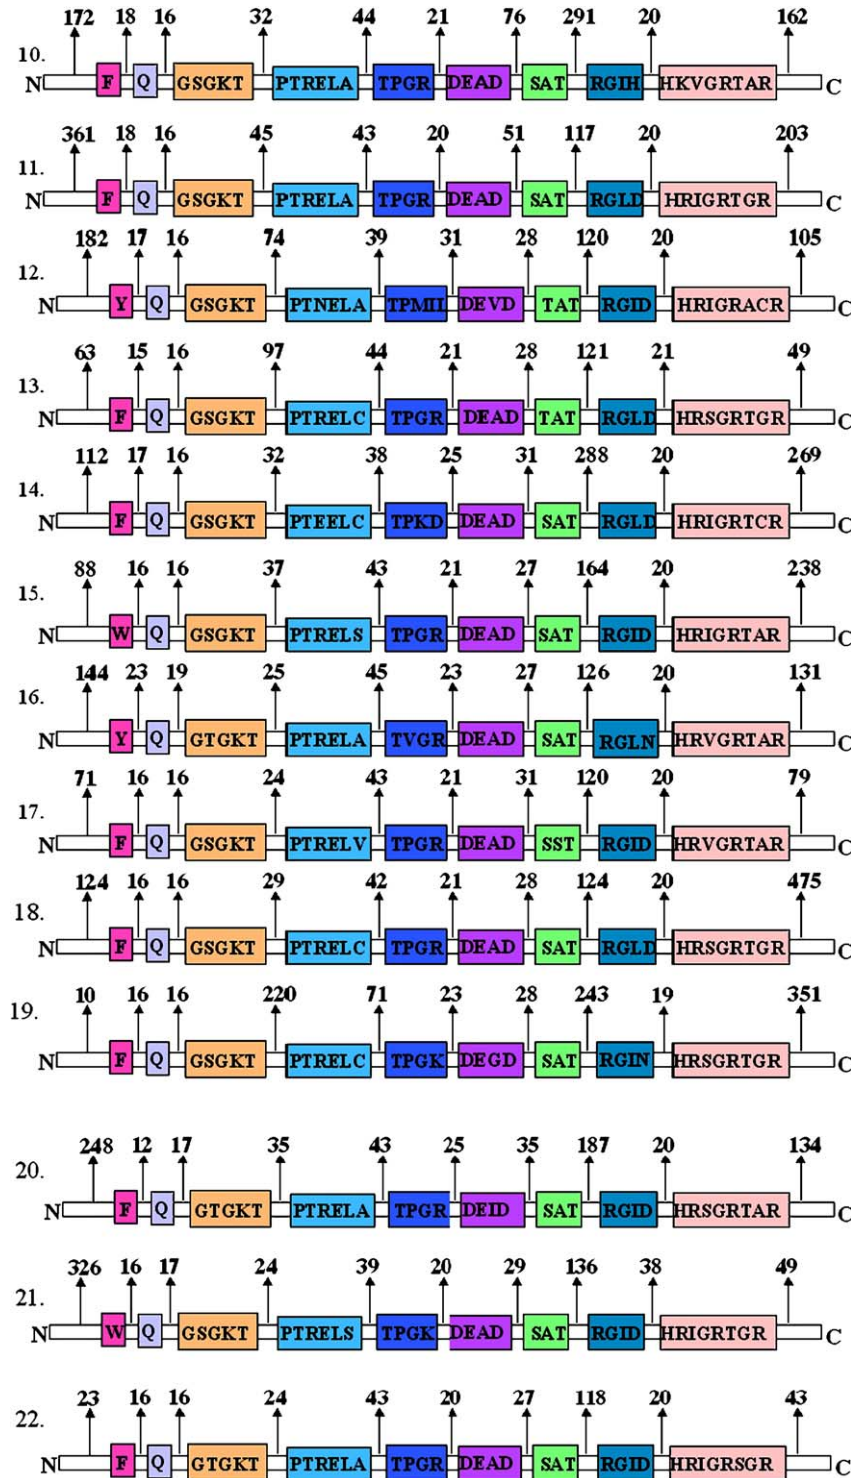 172 18 16 32 44 21 76 291 20 162
10.
N F Q GSGKT PTRELA TPGR DEAD SAT RGIH HKVGRTAR C
361 18 16 45 43 20 51 117 20 203
11.
N F Q GSGKT PTRELA TPGR DEAD SAT RGLD HRIGRTGR C
182 17 16 74 39 31 28 120 20 105
12.
N Y Q GSGKT PTNELA TPMIL DEVD TAT RGID HRIGRACR C
63 15 16 97 44 21 28 121 21 49
13.
N F Q GSGKT PTRELC TPGR DEAD TAT RGLD HRSGRTGR C
112 17 16 32 38 25 31 288 20 269
14.
N F Q GSGKT PTEELC TPKD DEAD SAT RGLD HRIGRTCR C
88 16 16 37 43 21 27 164 20 238
15.
N W Q GSGKT PTRELS TPGR DEAD SAT RGID HRIGRTAR C
144 23 19 25 45 23 27 126 20 131
16.
N Y Q GTGKT PTRELA TVGR DEAD SAT RGLN HRVGRTAR C
71 16 16 24 43 21 31 120 20 79
17.
N F Q GSGKT PTRELV TPGR DEAD SST RGID HRVGRTAR C
124 16 16 29 42 21 28 124 20 475
18.
N F Q GSGKT PTRELC TPGR DEAD SAT RGLD HRSGRTGR C
10 16 16 220 71 23 28 243 19 351
19.
N F Q GSGKT PTRELC TPGK DEGD SAT RGIN HRSGRTGR C
248 12 17 35 43 25 35 187 20 134
20.
N F Q GTGKT PTRELA TPGR DEID SAT RGID HRSGRTAR C
326 16 17 24 39 20 29 136 38 49
21.
N W Q GSGKT PTRELS TPGK DEAD SAT RGID HRIGRTGR C
23 16 16 24 43 20 27 118 20 43
22.
N F Q GTGKT PTRELA TPGR DEAD SAT RGID HRIGRSGR C